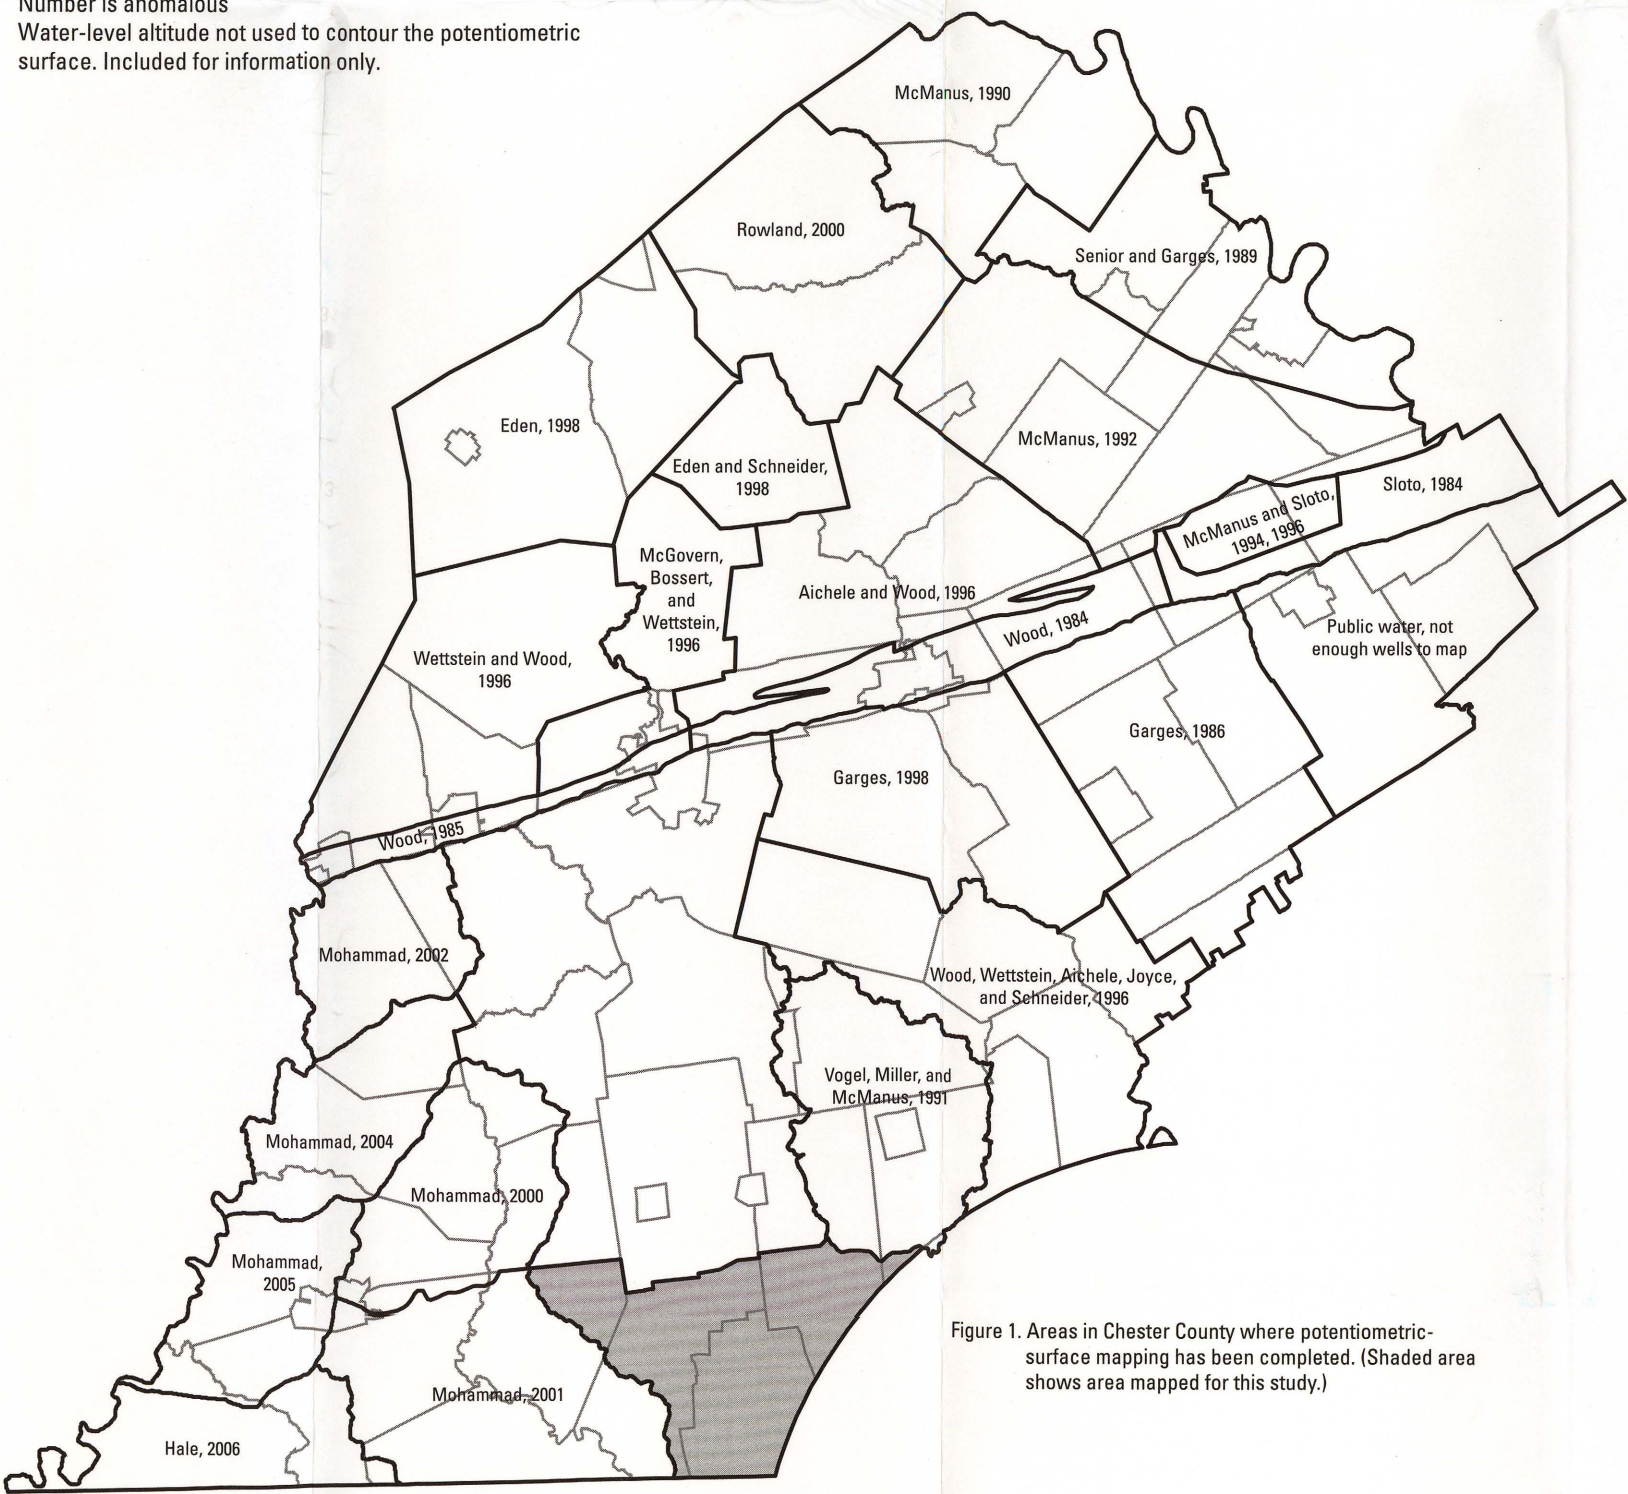 Number is anomalous
Water-level altitude not used to contour the potentiometric
surface. Included for information only.
McManus, 1990
Rowland, 2000
Senior and Garges, 1989
Eden, 1998
McManus, 1992
Eden and Schneider,
1998
Sloto, 1984
McManus and Sloto,
1994, 1996
McGovern,
Bossert,
and
Wettstein,
1996
Aichele and Wood, 1996
Wood, 1984
Public water, not
enough wells to map
Wettstein and Wood,
1996
Garges, 1986
Garges, 1998
Wood, 1985
Mohammad, 2002
Wood, Wettstein, Aichele, Joyce,
and Schneider, 1996
Vogel, Miller, and
McManus, 1991
Mohammad, 2004
Mohammad, 2000
Mohammad,
2005
Figure 1. Areas in Chester County where potentiometric-
surface mapping has been completed. (Shaded area
shows area mapped for this study.)
Mohammad, 2001
Hale, 2006